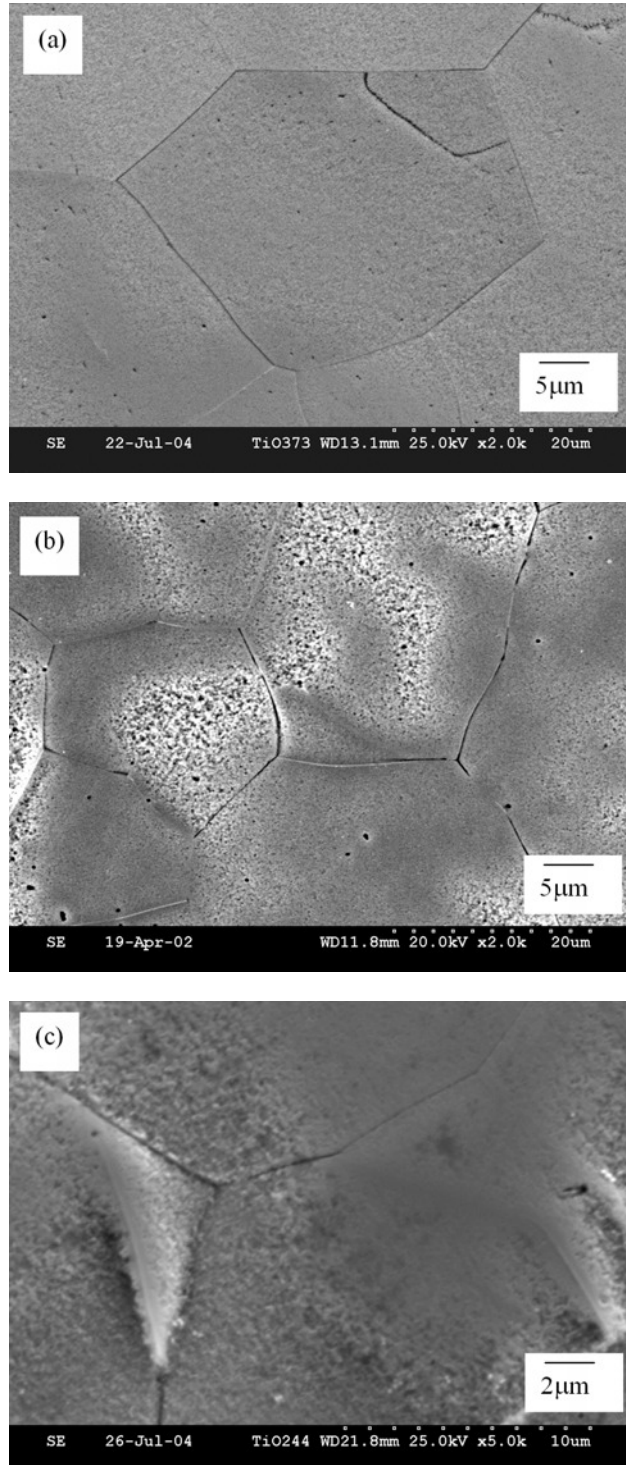 (a)
5μm
SE 22-Jul-04 TiO373 WD13.1mm 25.0kV x2.0k 20um
(b)
5μm
SE 19-Apr-02 WD11.8mm 20.0kV x2.0k 20um
(c)
2μm
SE 26-Jul-04 TiO244 WD21.8mm 25.0kV x5.0k 10um